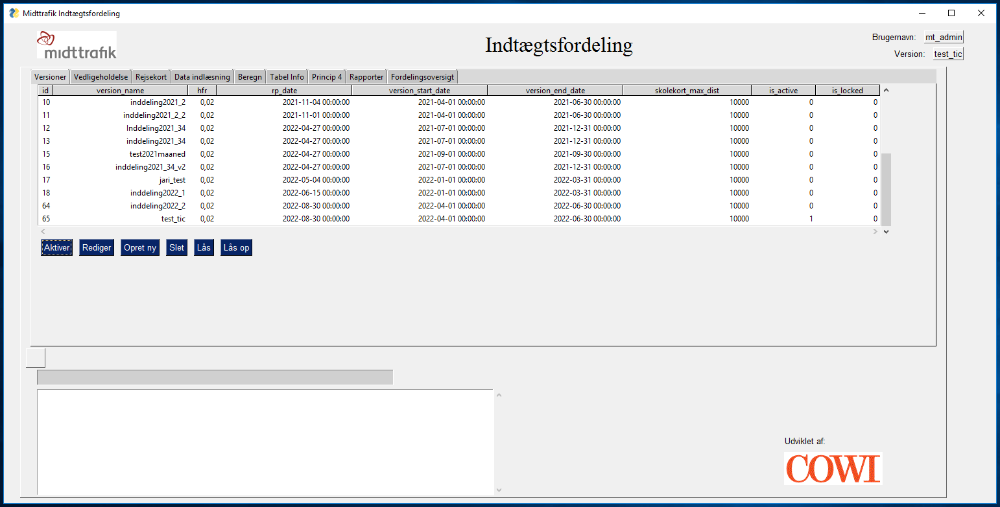 Midttrafik Indtægtsfordeling
midttrafik
Indtægtsfordeling
Brugernavn: mt_admin
Version: test_tic
Versioner Vedligeholdelse Rejsekort Data indlæsning Beregn Tabel Info Princip 4 Rapporter Fordelingsoversigt
id version_name hfr rp_date version_start_date version_end_date skolekort_max_dist is_active is_locked
10 inddeling2021_2 0,02 2021-11-04 00:00:00 2021-04-01 00:00:00 2021-06-30 00:00:00 10000 0 0
11 inddeling2021_2_2 0,02 2021-11-01 00:00:00 2021-04-01 00:00:00 2021-06-30 00:00:00 10000 0 0
12 Inddeling2021_34 0,02 2022-04-27 00:00:00 2021-07-01 00:00:00 2021-12-31 00:00:00 10000 0 0
13 inddeling2021_34 0,02 2022-04-27 00:00:00 2021-07-01 00:00:00 2021-12-31 00:00:00 10000 0 0
15 test2021maaned 0,02 2022-04-27 00:00:00 2021-09-01 00:00:00 2021-09-30 00:00:00 10000 0 0
16 inddeling2021_34_v2 0,02 2022-04-27 00:00:00 2021-07-01 00:00:00 2021-12-31 00:00:00 10000 0 0
17 jari_test 0,02 2022-05-04 00:00:00 2022-01-01 00:00:00 2022-03-31 00:00:00 10000 0 0
18 inddeling2022_1 0,02 2022-06-15 00:00:00 2022-01-01 00:00:00 2022-03-31 00:00:00 10000 0 0
64 inddeling2022_2 0,02 2022-08-30 00:00:00 2022-04-01 00:00:00 2022-06-30 00:00:00 10000 0 0
65 test_tic 0,02 2022-08-30 00:00:00 2022-04-01 00:00:00 2022-06-30 00:00:00 10000 1 0
Aktiver Rediger Opret ny Slet Lås Lås op
Udviklet af:
COWI